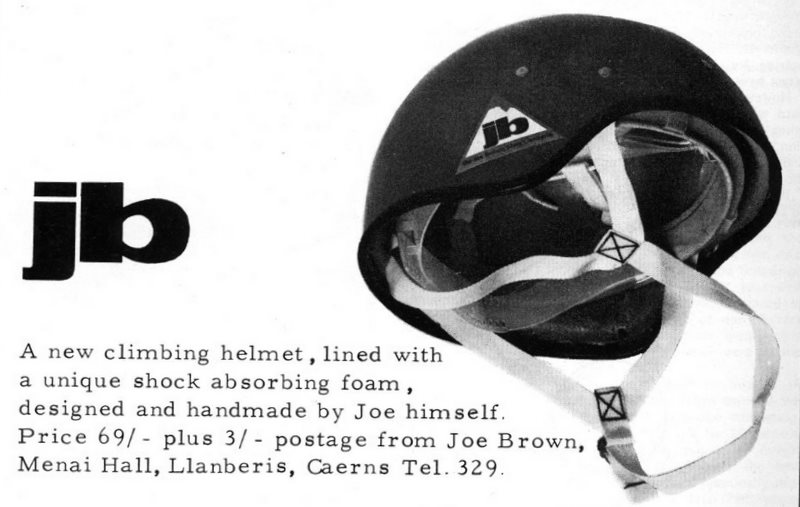 jb
jb
A new climbing helmet, lined with
a unique shock absorbing foam,
designed and handmade by Joe himself.
Price 69/- plus 3/- postage from Joe Brown,
Menai Hall, Llanberis, Caerns Tel. 329.